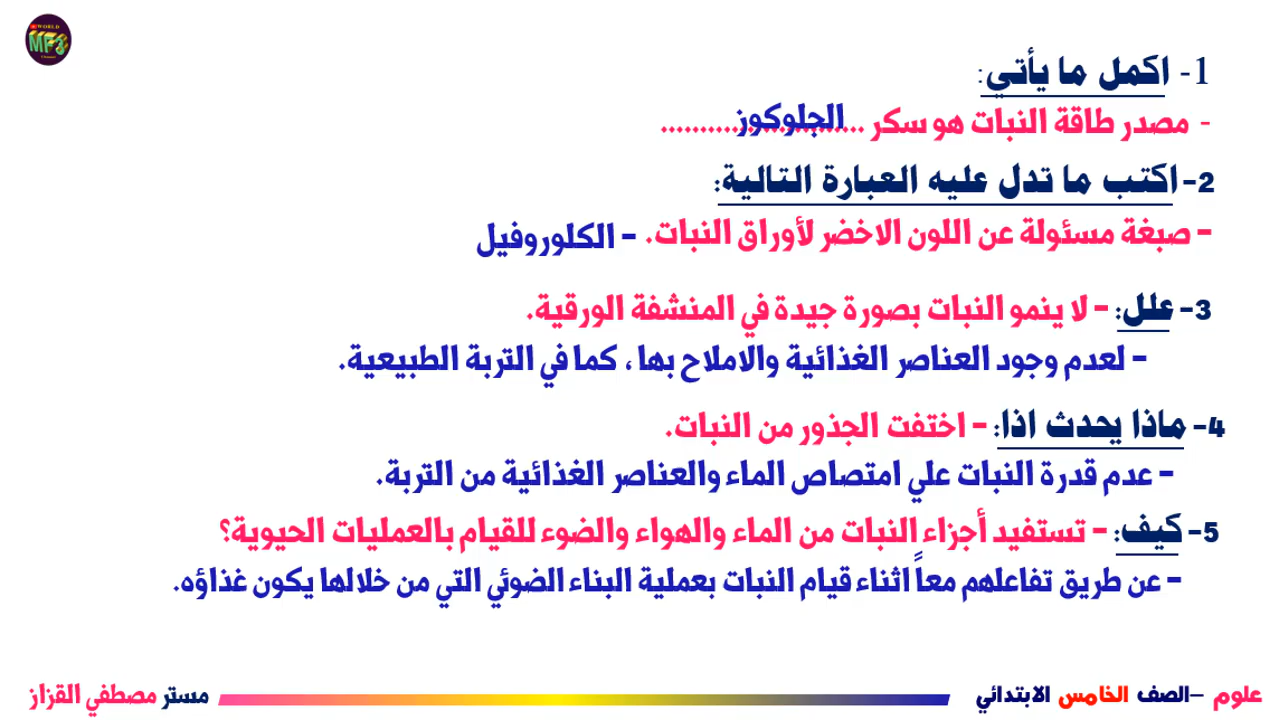 WORLD
MP3
1- اكمل ما يأتي:
- مصدر طاقة النبات هو سكر ........................ الجلوكوز
2- اكتب ما تدل عليه العبارة التالية:
- صبغة مسئولة عن اللون الاخضر لأوراق النبات. - الكلوروفيل
3- علل: - لا ينمو النبات بصورة جيدة في المنشفة الورقية.
- لعدم وجود العناصر الغذائية والاملاح بها ، كما في التربة الطبيعية.
4- ماذا يحدث اذا: - اختفت الجذور من النبات.
- عدم قدرة النبات علي امتصاص الماء والعناصر الغذائية من التربة.
5- كيف: - تستفيد أجزاء النبات من الماء والهواء والضوء للقيام بالعمليات الحيوية؟
- عن طريق تفاعلهم معاً اثناء قيام النبات بعملية البناء الضوئي التي من خلالها يكون غذاؤه.
علوم –الصف الخامس الابتدائي
مستر مصطفي القزاز